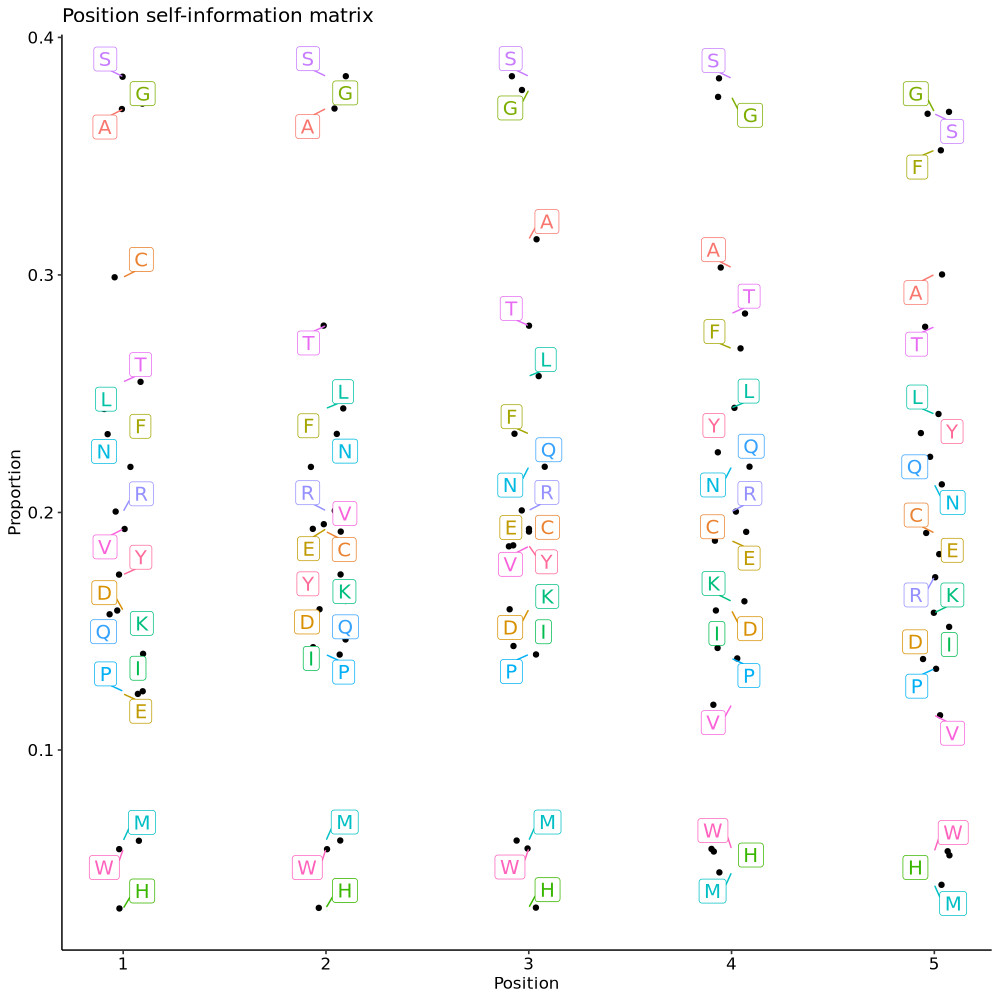 Position self-information matrix
0.4
0.3
0.2
0.1
Proportion
S
G
A
C
T
L
F
N
R
V
Y
D
Q
K
I
P
E
M
W
H
S
G
A
T
L
F
N
R
V
E
C
Y
K
D
Q
I
P
M
W
H
S
G
A
T
L
F
Q
N
R
E
C
V
Y
K
D
I
P
M
W
H
S
G
A
T
F
L
Y
Q
N
R
C
E
K
I
D
P
V
W
H
M
G
S
F
A
T
L
Y
Q
N
C
E
R
K
D
I
P
V
W
H
M
1
2
3
4
5
Position